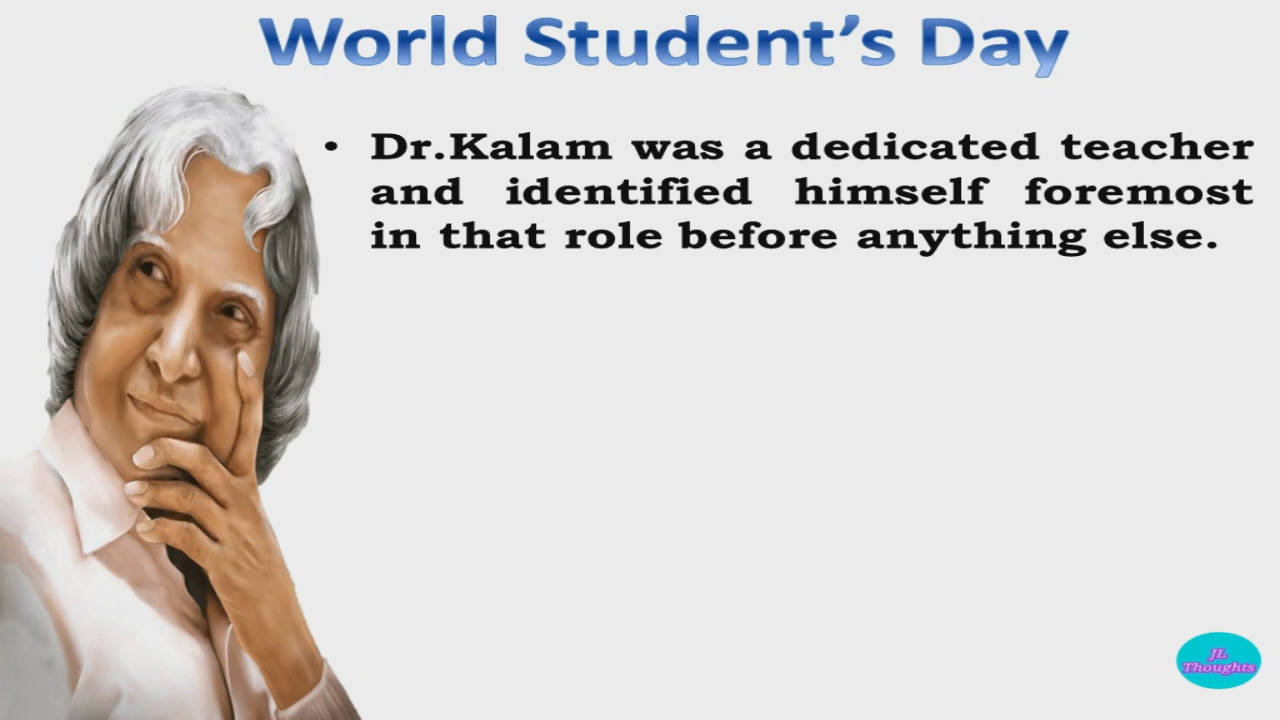 World Student’s Day
• Dr.Kalam was a dedicated teacher
and identified himself foremost
in that role before anything else.
JL
Thoughts